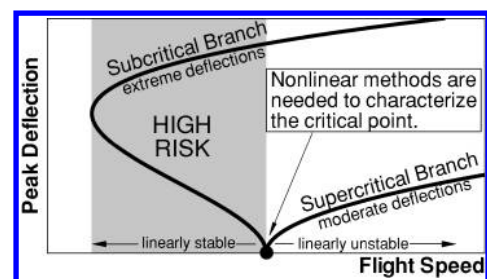 Peak Deflection
Subcritical Branch
extreme deflections
HIGH
RISK
Nonlinear methods are
needed to characterize
the critical point.
Supercritical Branch
moderate deflections
linearly stable
linearly unstable
Flight Speed